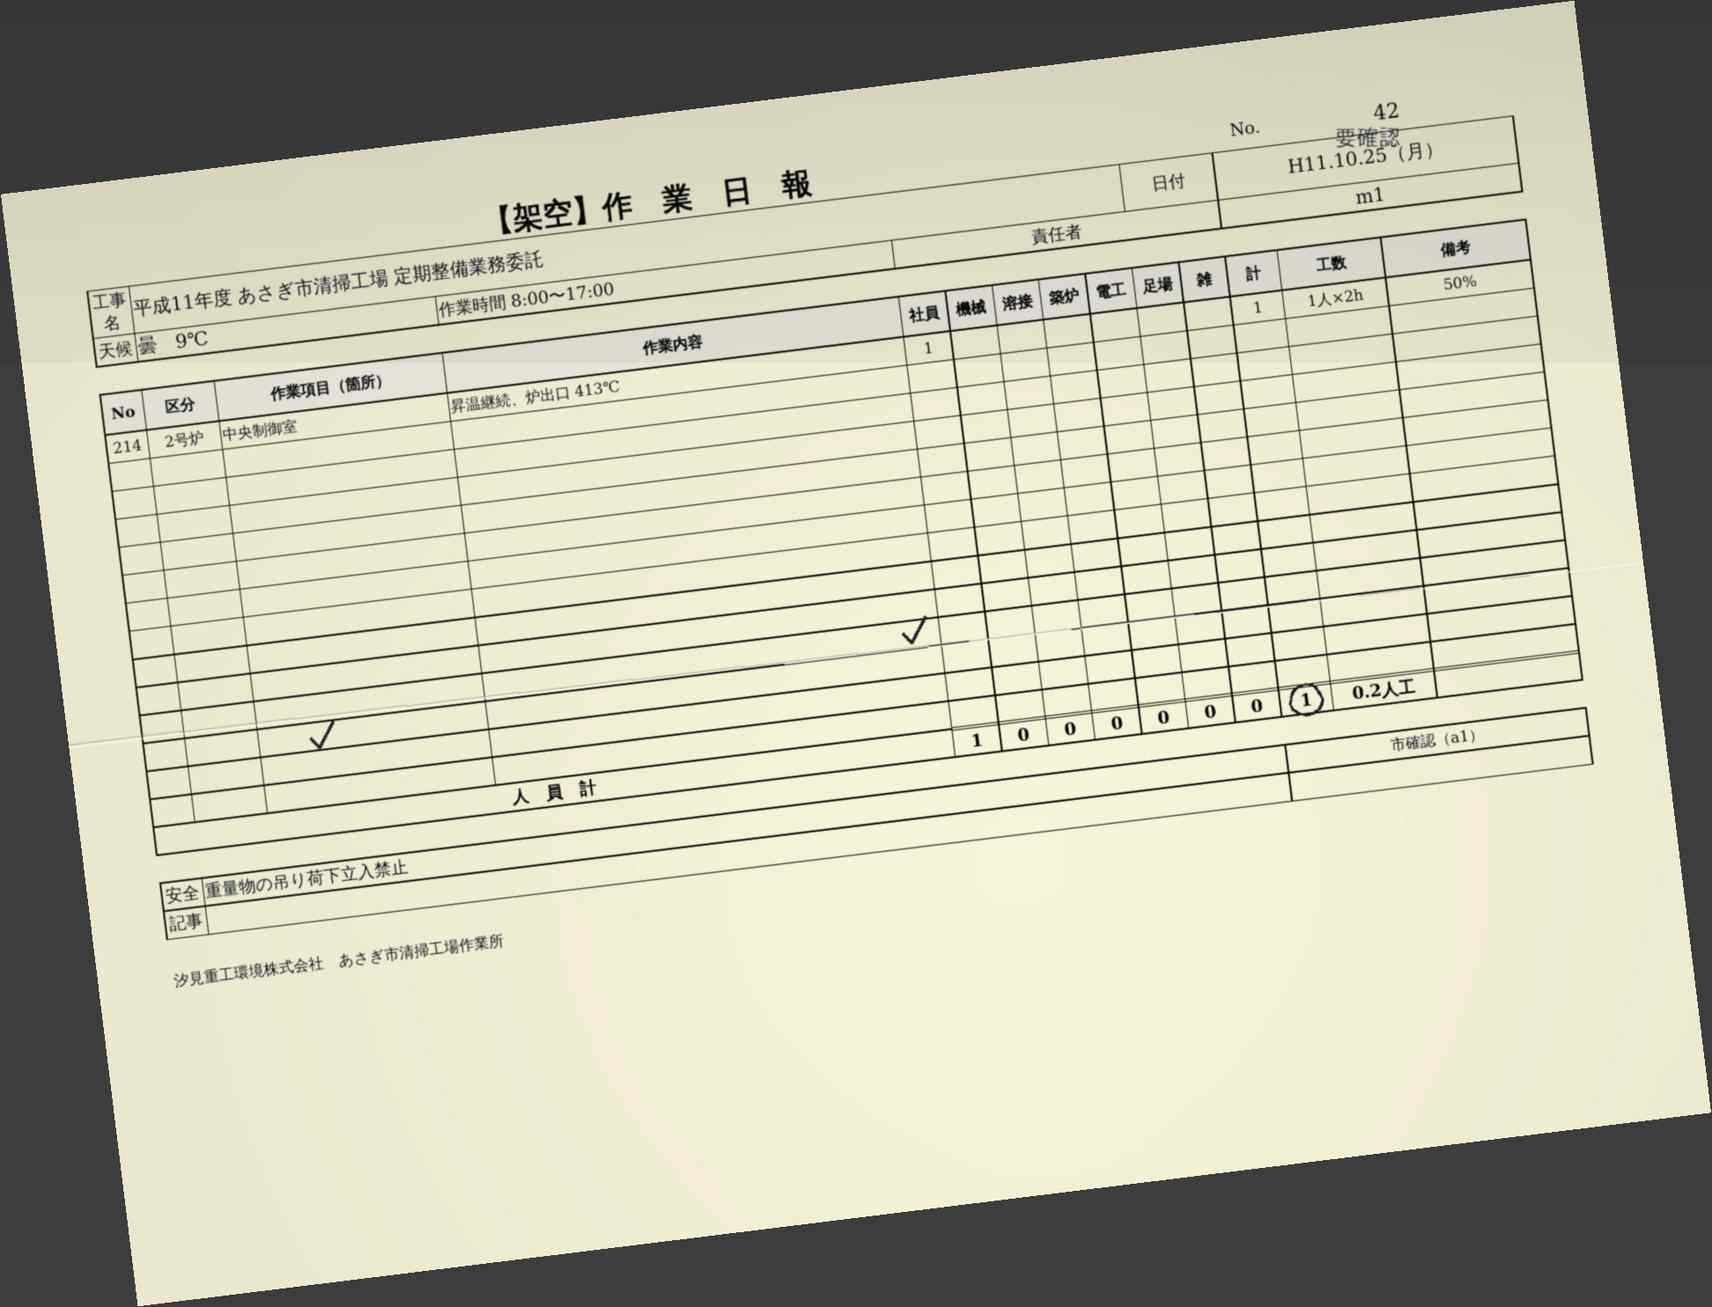 No. 42
要確認
【架空】作 業 日 報
工事名 平成11年度 あさぎ市清掃工場 定期整備業務委託 日付 H11.10.25（月）
天候 曇 9℃ 作業時間 8:00〜17:00 責任者 m1
No 区分 作業項目（箇所） 作業内容 社員 機械 溶接 築炉 電工 足場 雑 計 工数 備考
214 2号炉 中央制御室 昇温継続、炉出口 413℃ 1 1 1人×2h 50%
人 員 計 1 0 0 0 0 0 0 1 0.2人工
安全 重量物の吊り荷下立入禁止 市確認（a1）
記事
汐見重工環境株式会社 あさぎ市清掃工場作業所